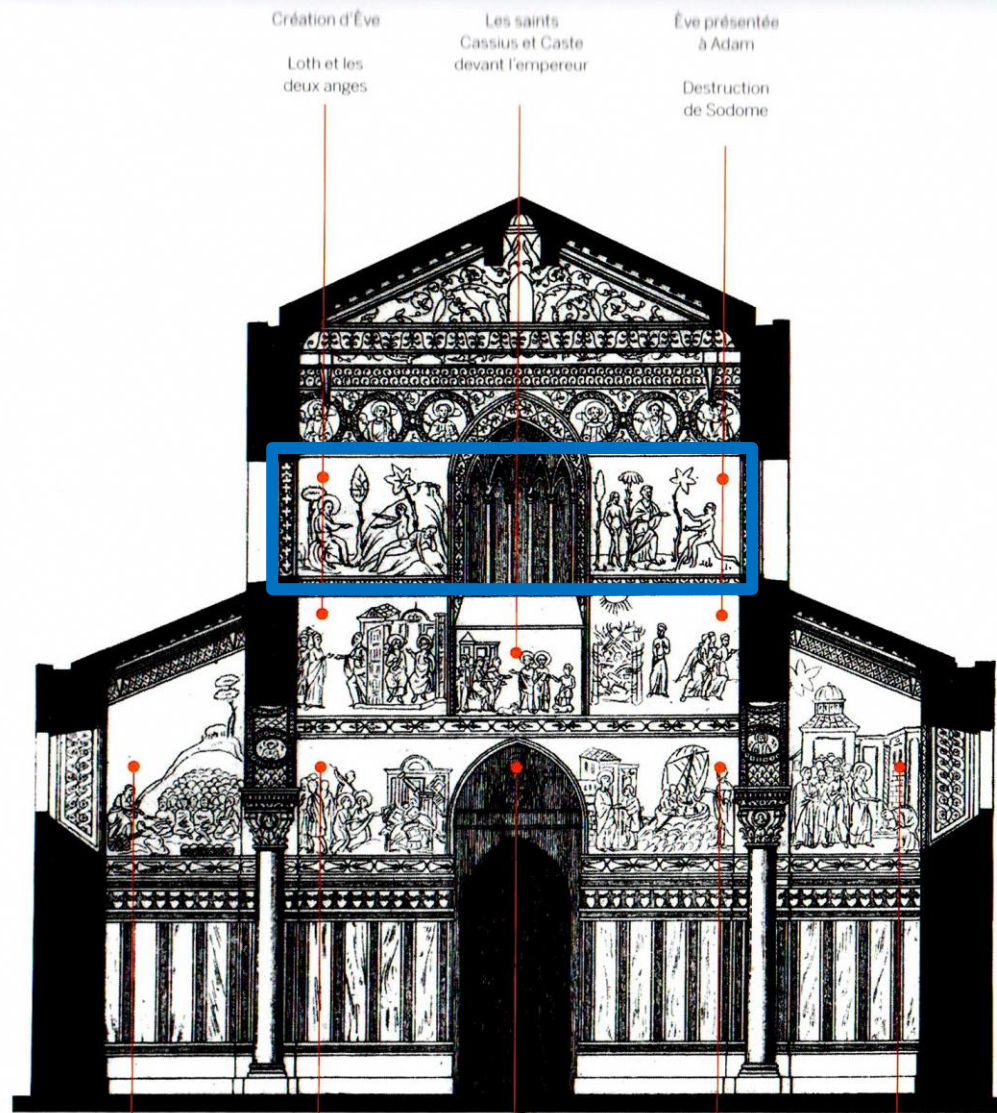 Création d'Ève
Loth et les
deux anges
Les saints
Cassius et Caste
devant l'empereur
Ève présentée
à Adam
Destruction
de Sodome